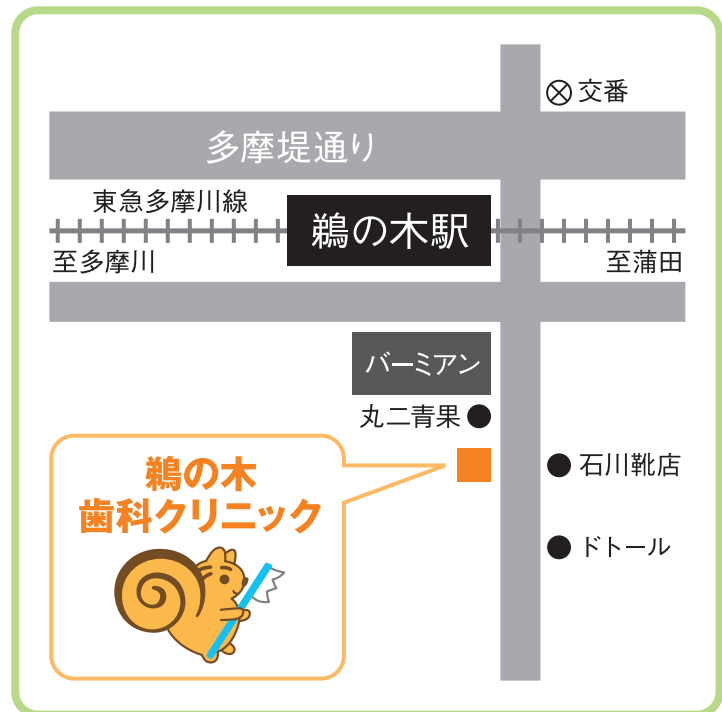 交番
多摩堤通り
東急多摩川線
鵜の木駅
至多摩川
至蒲田
バーミアン
丸二青果
鵜の木
歯科クリニック
石川靴店
ドトール